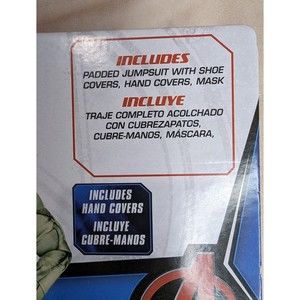 INCLUDES
PADDED JUMPSUIT WITH SHOE
COVERS, HAND COVERS, MASK
INCLUYE
TRAJE COMPLETO ACOLCHADO
CON CUBREZAPATOS,
CUBRE-MANOS, MÁSCARA,
INCLUDES
HAND COVERS
INCLUYE
CUBRE-MANOS